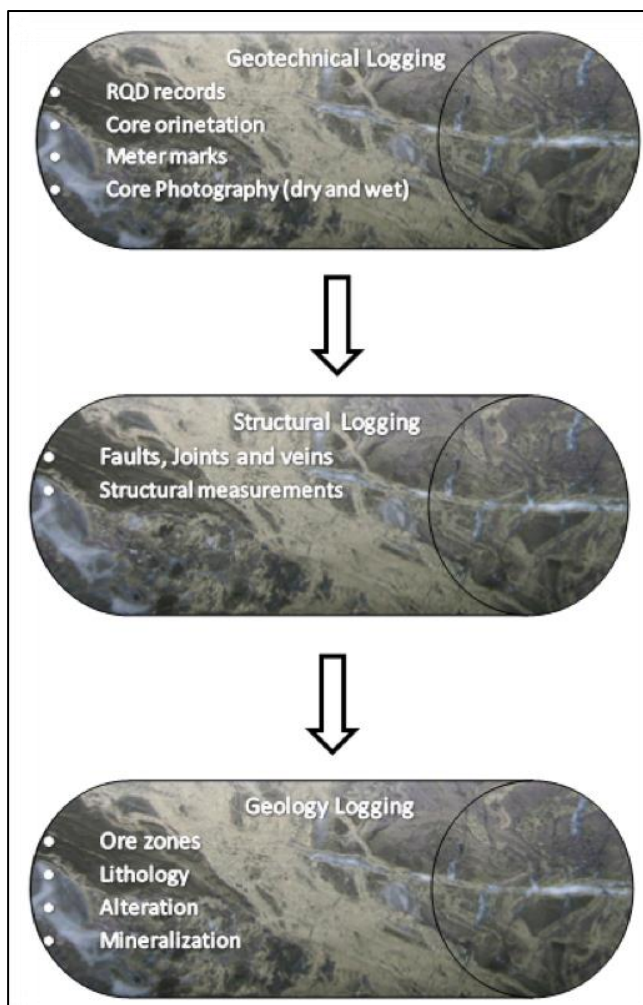 Geotechnical Logging
• RQD records
• Core orinetation
• Meter marks
• Core Photography (dry and wet)
Structural Logging
• Faults, Joints and veins
• Structural measurements
Geology Logging
• Ore zones
• Lithology
• Alteration
• Mineralization